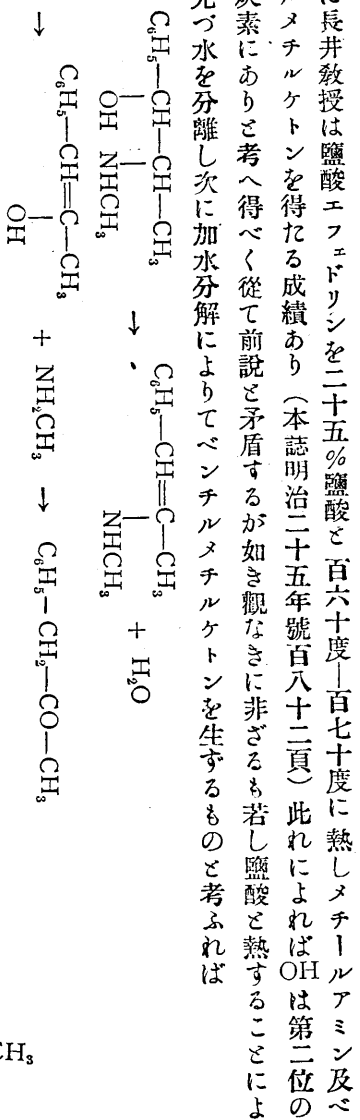 に長井教授は鹽酸エフェドリンを二十五%鹽酸と百六十度―百七十度に熱しメチールアミン及べ
メチルケトンを得たる成績あり（本誌明治二十五年號百八十二頁）此れによれば OH は第二位の
炭素にありと考へ得べく從て前說と矛盾するが如き觀なきに非ざるも若し鹽酸と熱することによ
先づ水を分離し次に加水分解によりてベンチルメチルケトンを生ずるものと考ふれば
C₆H₅—CH—CH—CH₃ → C₆H₅—CH=C—CH₃ + H₂O
OH NHCH₃ NHCH₃
→ C₆H₅—CH=C—CH₃ + NH₂CH₃ → C₆H₅—CH₂—CO—CH₃
OH
CH₃